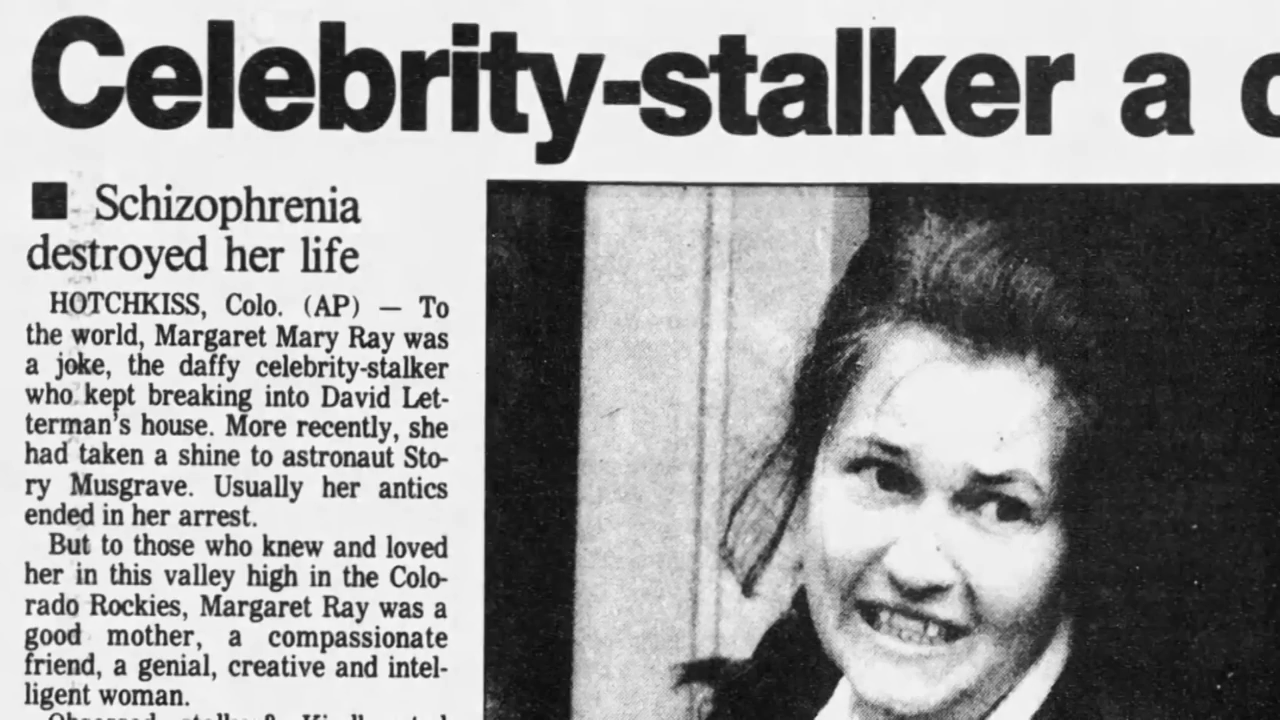 Celebrity-stalker a
■ Schizophrenia
destroyed her life
HOTCHKISS, Colo. (AP) — To
the world, Margaret Mary Ray was
a joke, the daffy celebrity-stalker
who kept breaking into David Let-
terman's house. More recently, she
had taken a shine to astronaut Sto-
ry Musgrave. Usually her antics
ended in her arrest.
But to those who knew and loved
her in this valley high in the Colo-
rado Rockies, Margaret Ray was a
good mother, a compassionate
friend, a genial, creative and intel-
ligent woman.